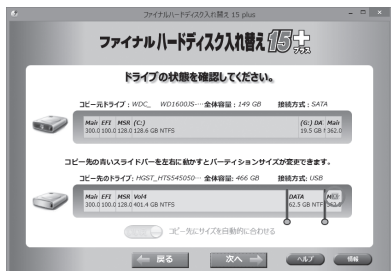 ファイナルハードディスク入れ替え 15 plus
ファイナルハードディスク入れ替え 15+ プラス
ドライブの状態を確認してください。
コピー元ドライブ：WDC_ WD1600JS-… 全体容量：149 GB 接続方式：SATA
Main EFI MSR (C:) (G:) DA Main
300.0 100.0 128.0 128.6 GB NTFS 19.5 GB 362.0
コピー先の青いスライドバーを左右に動かすとパーティションサイズが変更できます。
コピー先のドライブ：HGST_HTS545050… 全体容量：466 GB 接続方式：USB
Main EFI MSR Vol4 DATA
300.0 100.0 128.0 401.4 GB NTFS 62.5 GB NTF
コピー先にサイズを自動的に合わせる
戻る 次へ ヘルプ 情報